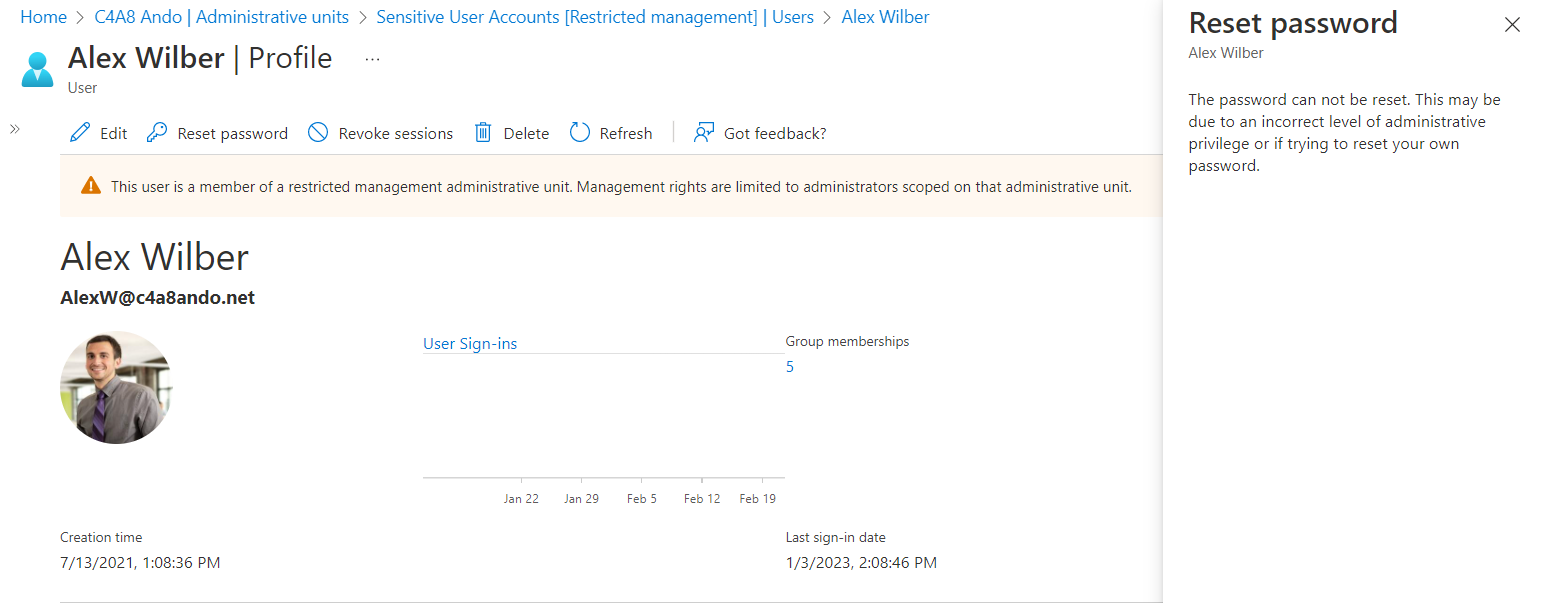 Home > C4A8 Ando | Administrative units > Sensitive User Accounts [Restricted management] | Users > Alex Wilber
Alex Wilber | Profile ...
User
» Edit Reset password Revoke sessions Delete Refresh | Got feedback?
This user is a member of a restricted management administrative unit. Management rights are limited to administrators scoped on that administrative unit.
Alex Wilber
AlexW@c4a8ando.net
User Sign-ins
Group memberships
5
Jan 22 Jan 29 Feb 5 Feb 12 Feb 19
Creation time
7/13/2021, 1:08:36 PM
Last sign-in date
1/3/2023, 2:08:46 PM
Reset password
Alex Wilber
The password can not be reset. This may be
due to an incorrect level of administrative
privilege or if trying to reset your own
password.